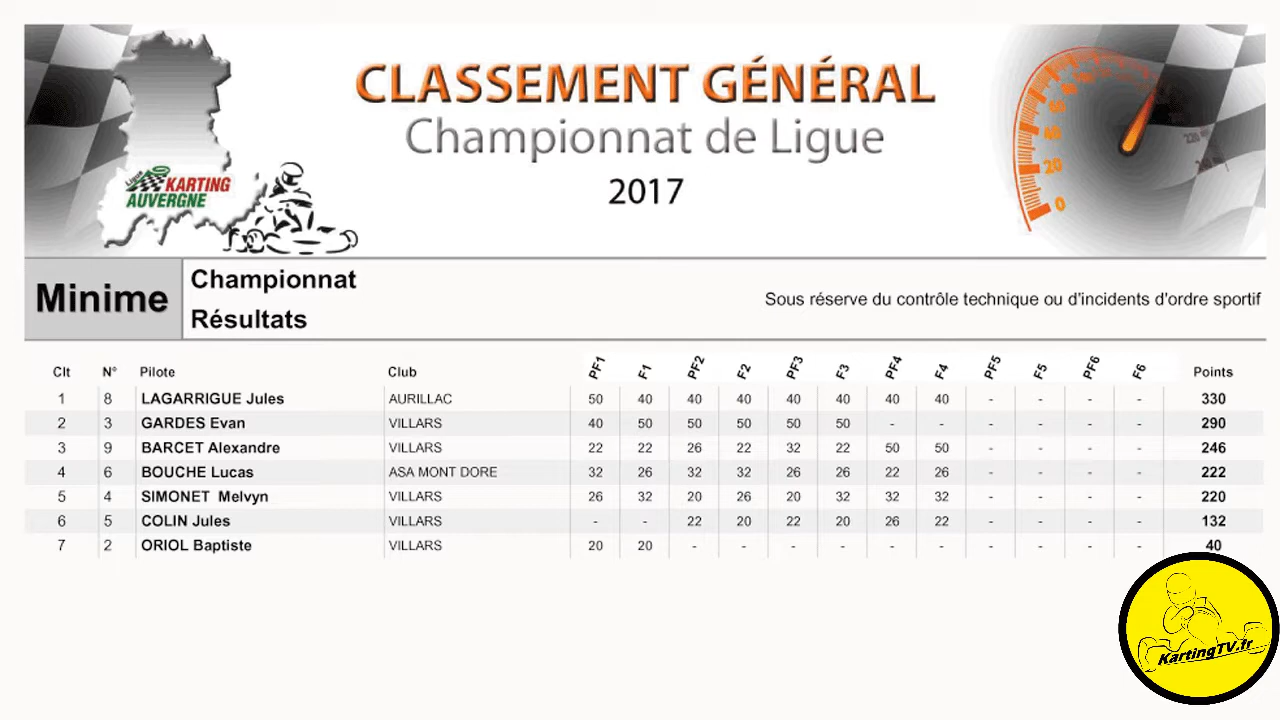 CLASSEMENT GÉNÉRAL
Championnat de Ligue
2017
Ligue
KARTING
AUVERGNE
60
40
20
0
Minime
Championnat
Résultats
Sous réserve du contrôle technique ou d'incidents d'ordre sportif
Clt N° Pilote Club PF1 F1 PF2 F2 PF3 F3 PF4 F4 PF5 F5 PF6 F6 Points
1 8 LAGARRIGUE Jules AURILLAC 50 40 40 40 40 40 40 40 - - - - 330
2 3 GARDES Evan VILLARS 40 50 50 50 50 50 - - - - - - 290
3 9 BARCET Alexandre VILLARS 22 22 26 22 32 22 50 50 - - - - 246
4 6 BOUCHE Lucas ASA MONT DORE 32 26 32 32 26 26 22 26 - - - - 222
5 4 SIMONET Melvyn VILLARS 26 32 20 26 20 32 32 32 - - - - 220
6 5 COLIN Jules VILLARS - - 22 20 22 20 26 22 - - - - 132
7 2 ORIOL Baptiste VILLARS 20 20 - - - - - - - - - - 40
KartingTV.fr